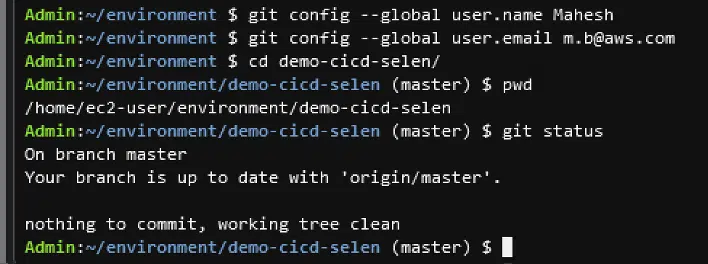 Admin:~/environment $ git config --global user.name Mahesh
Admin:~/environment $ git config --global user.email m.b@aws.com
Admin:~/environment $ cd demo-cicd-selen/
Admin:~/environment/demo-cicd-selen (master) $ pwd
/home/ec2-user/environment/demo-cicd-selen
Admin:~/environment/demo-cicd-selen (master) $ git status
On branch master
Your branch is up to date with 'origin/master'.

nothing to commit, working tree clean
Admin:~/environment/demo-cicd-selen (master) $